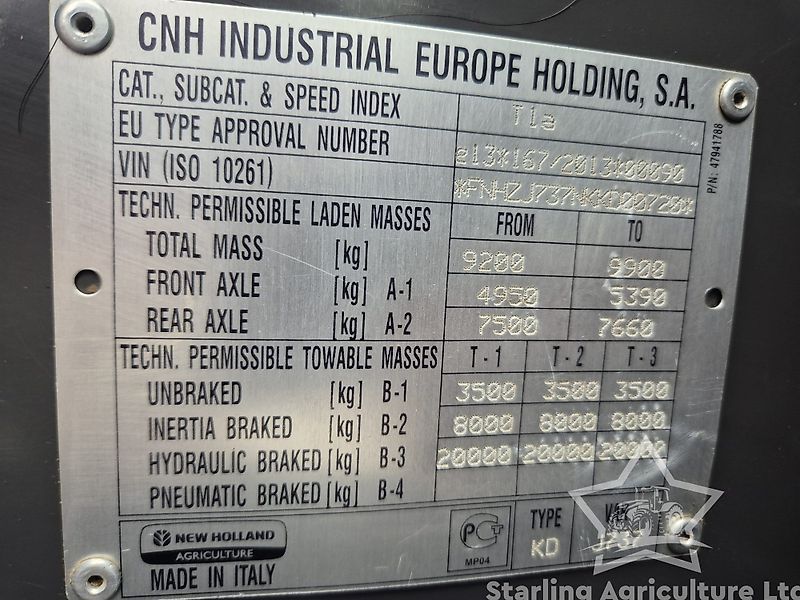 CNH INDUSTRIAL EUROPE HOLDING, S.A.
CAT., SUBCAT. & SPEED INDEX T1a
EU TYPE APPROVAL NUMBER e13*167/2013*00090
VIN (ISO 10261) *FNHZJ737NKKD00720*
TECHN. PERMISSIBLE LADEN MASSES FROM TO
TOTAL MASS [kg] 9200 9900
FRONT AXLE [kg] A-1 4950 5390
REAR AXLE [kg] A-2 7500 7660
TECHN. PERMISSIBLE TOWABLE MASSES T-1 T-2 T-3
UNBRAKED [kg] B-1 3500 3500 3500
INERTIA BRAKED [kg] B-2 8000 8000 8000
HYDRAULIC BRAKED [kg] B-3 20000 20000 20000
PNEUMATIC BRAKED [kg] B-4
P/N: 47941788
NEW HOLLAND
AGRICULTURE
MADE IN ITALY
MP04
TYPE
KD
Starling Agriculture Ltd